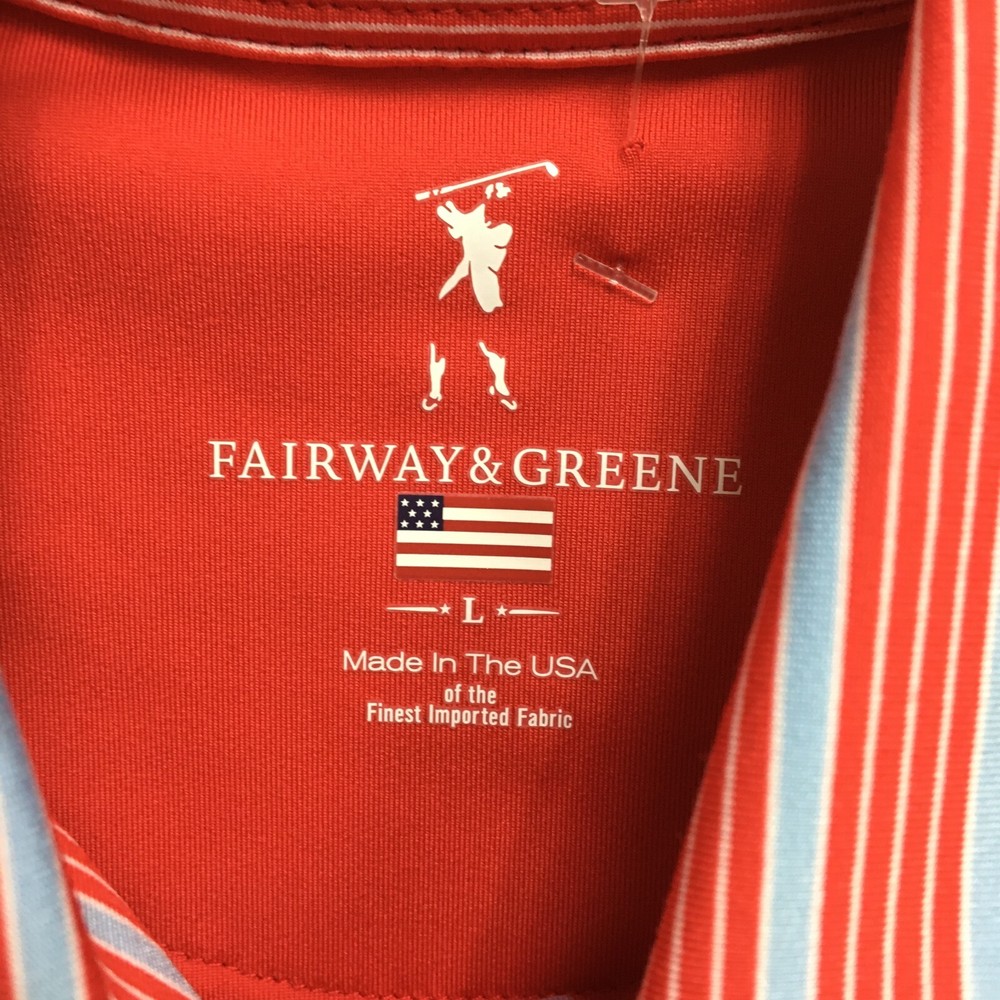 FAIRWAY & GREENE
L
Made In The USA
of the
Finest Imported Fabric